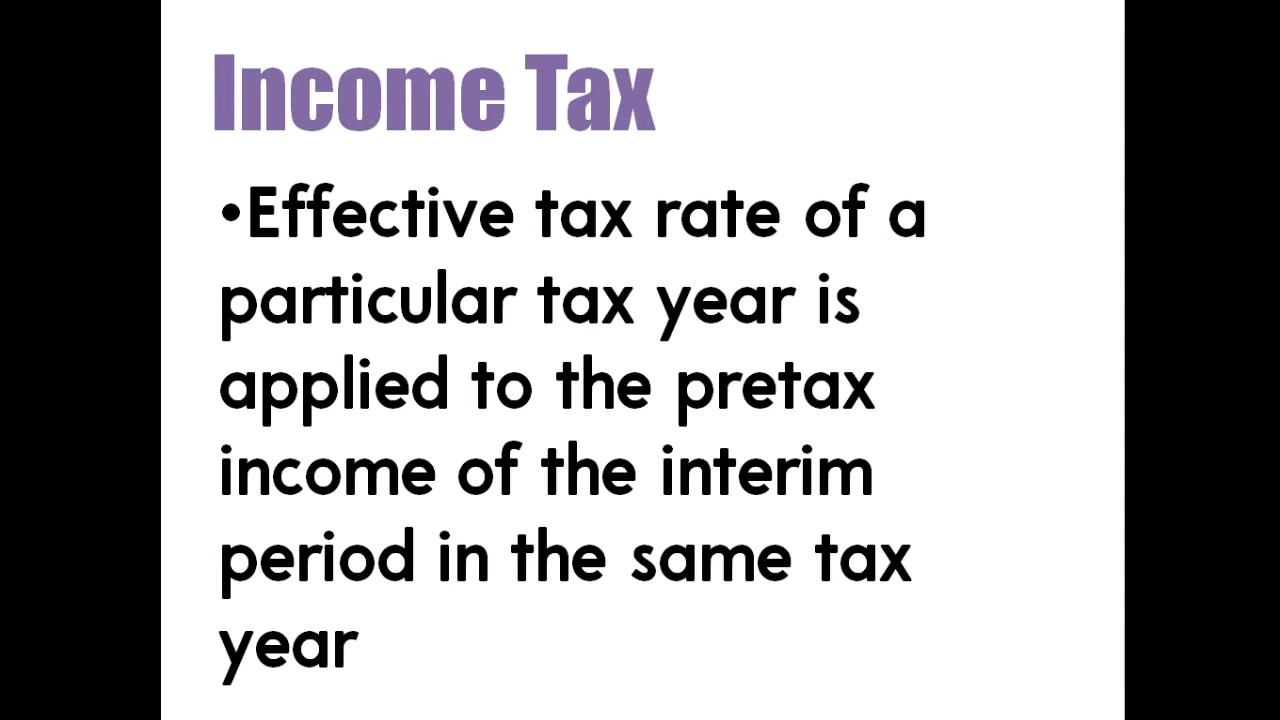 Income Tax
•Effective tax rate of a
particular tax year is
applied to the pretax
income of the interim
period in the same tax
year